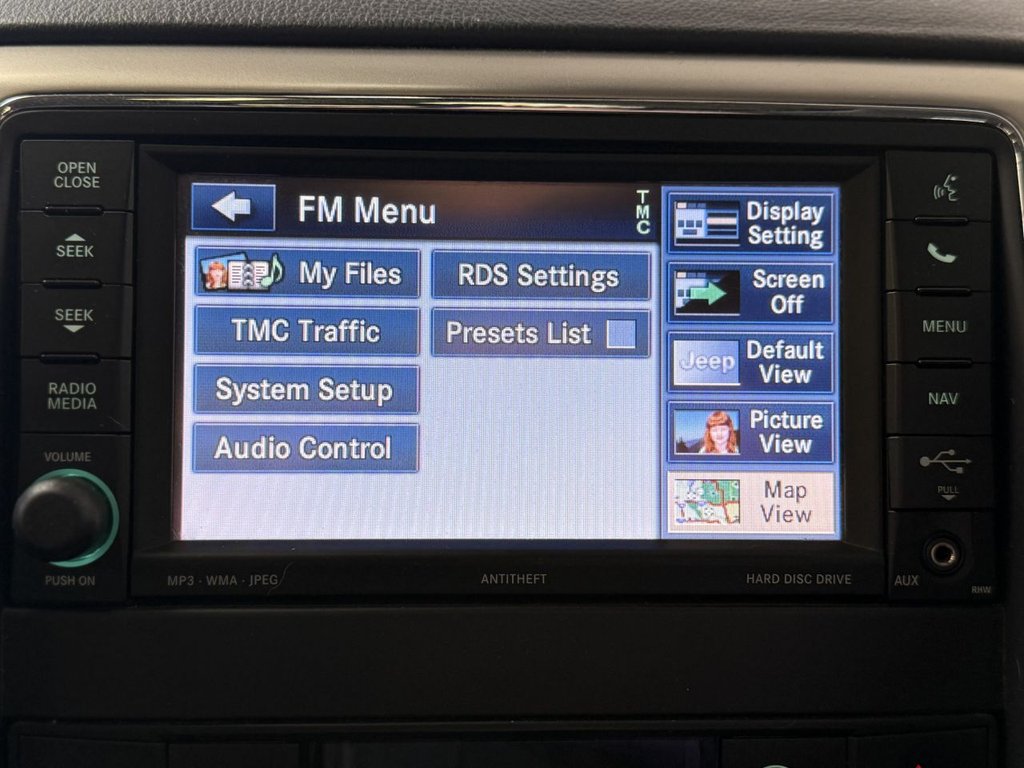 OPEN
CLOSE
SEEK
SEEK
RADIO
MEDIA
VOLUME
PUSH ON
FM Menu
TMC
My Files
RDS Settings
TMC Traffic
Presets List
System Setup
Audio Control
Display
Setting
Screen
Off
Jeep
Default
View
Picture
View
Map
View
MENU
NAV
PULL
AUX
RHW
MP3 · WMA · JPEG
ANTITHEFT
HARD DISC DRIVE